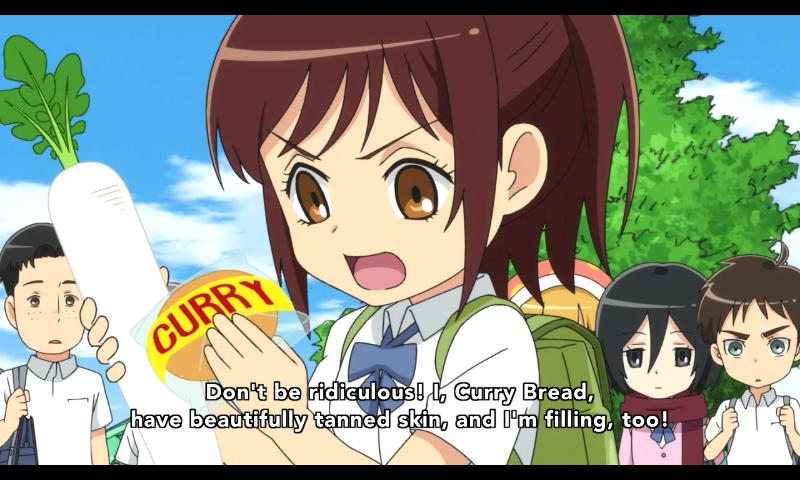 CURRY
Don't be ridiculous! I, Curry Bread,
have beautifully tanned skin, and I'm filling, too!